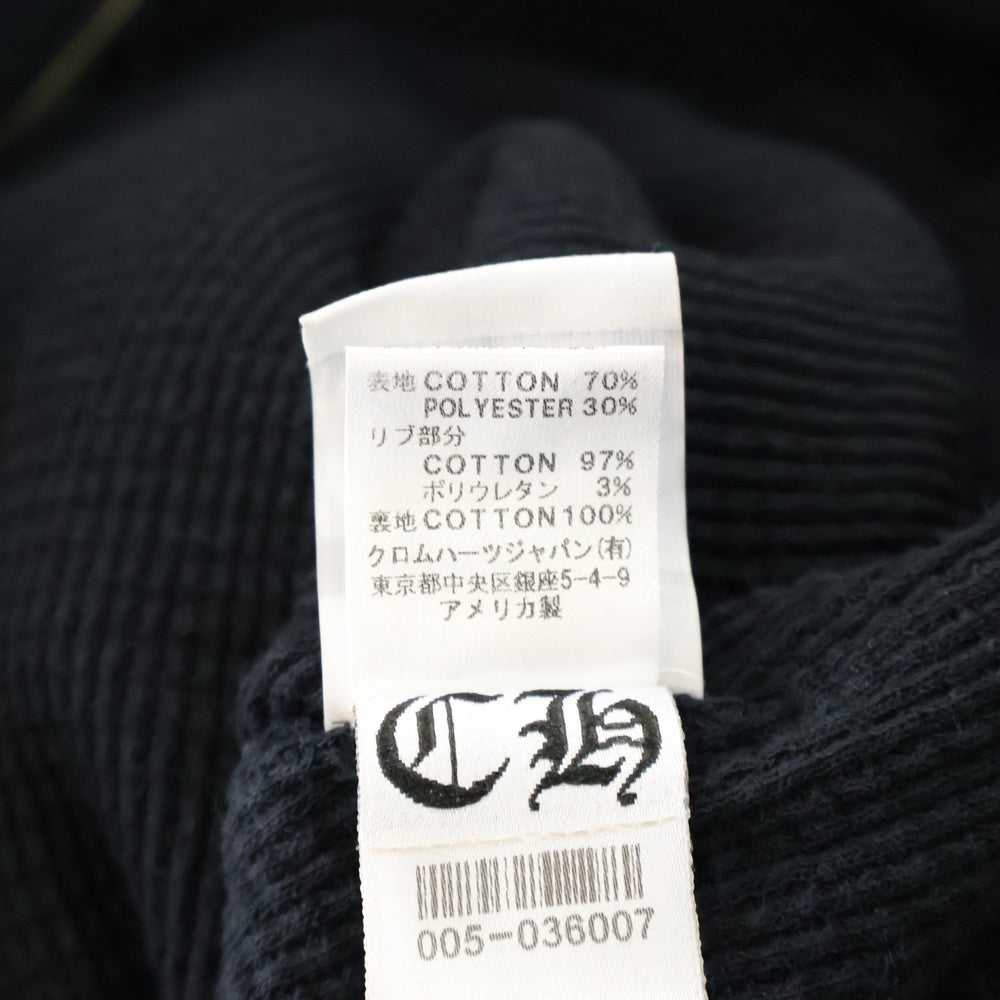 表地 COTTON 70%
POLYESTER 30%
リブ部分
COTTON 97%
ポリウレタン 3%
裏地 COTTON 100%
クロムハーツジャパン(有)
東京都中央区銀座5-4-9
アメリカ製
CH
005-036007